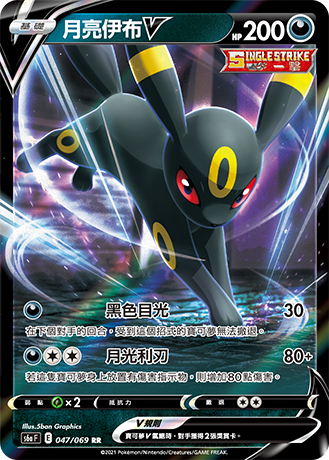 基礎
月亮伊布V
HP200
SINGLE STRIKE
一擊
黑色目光 30
在下個對手的回合,受到這個招式的寶可夢無法撤退。
月光利刃 80+
若這隻寶可夢身上放置有傷害指示物,則增加80點傷害。
弱點 ×2 抵抗力 撤退
Illus.5ban Graphics
V規則
s6a F E 047/069 RR
寶可夢V氣絕時,對手獲得2張獎賞卡。
©2021 Pokémon/Nintendo/Creatures/GAME FREAK.